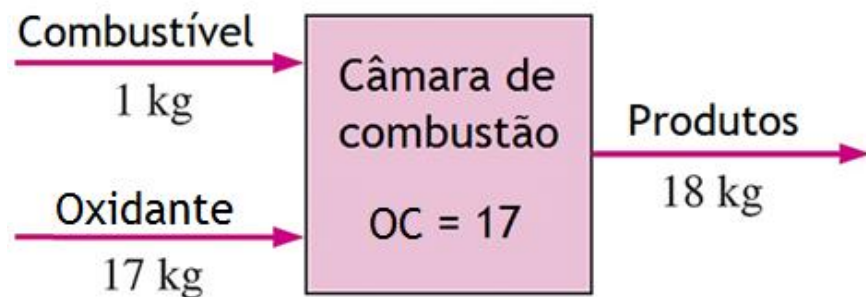 Combustível
1 kg
Oxidante
17 kg
Câmara de
combustão
OC = 17
Produtos
18 kg